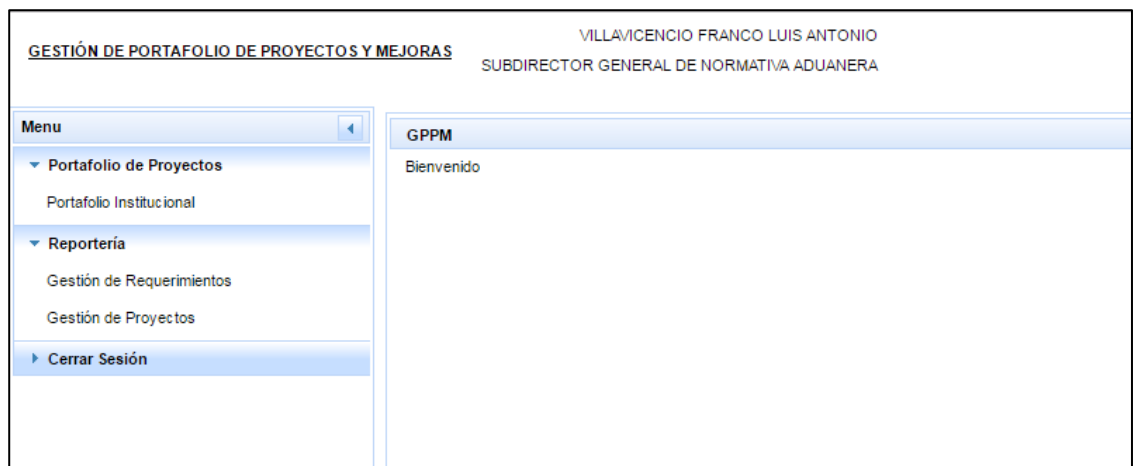 GESTIÓN DE PORTAFOLIO DE PROYECTOS Y MEJORAS
VILLAVICENCIO FRANCO LUIS ANTONIO
SUBDIRECTOR GENERAL DE NORMATIVA ADUANERA
Menu
Portafolio de Proyectos
Portafolio Institucional
Reportería
Gestión de Requerimientos
Gestión de Proyectos
Cerrar Sesión
GPPM
Bienvenido